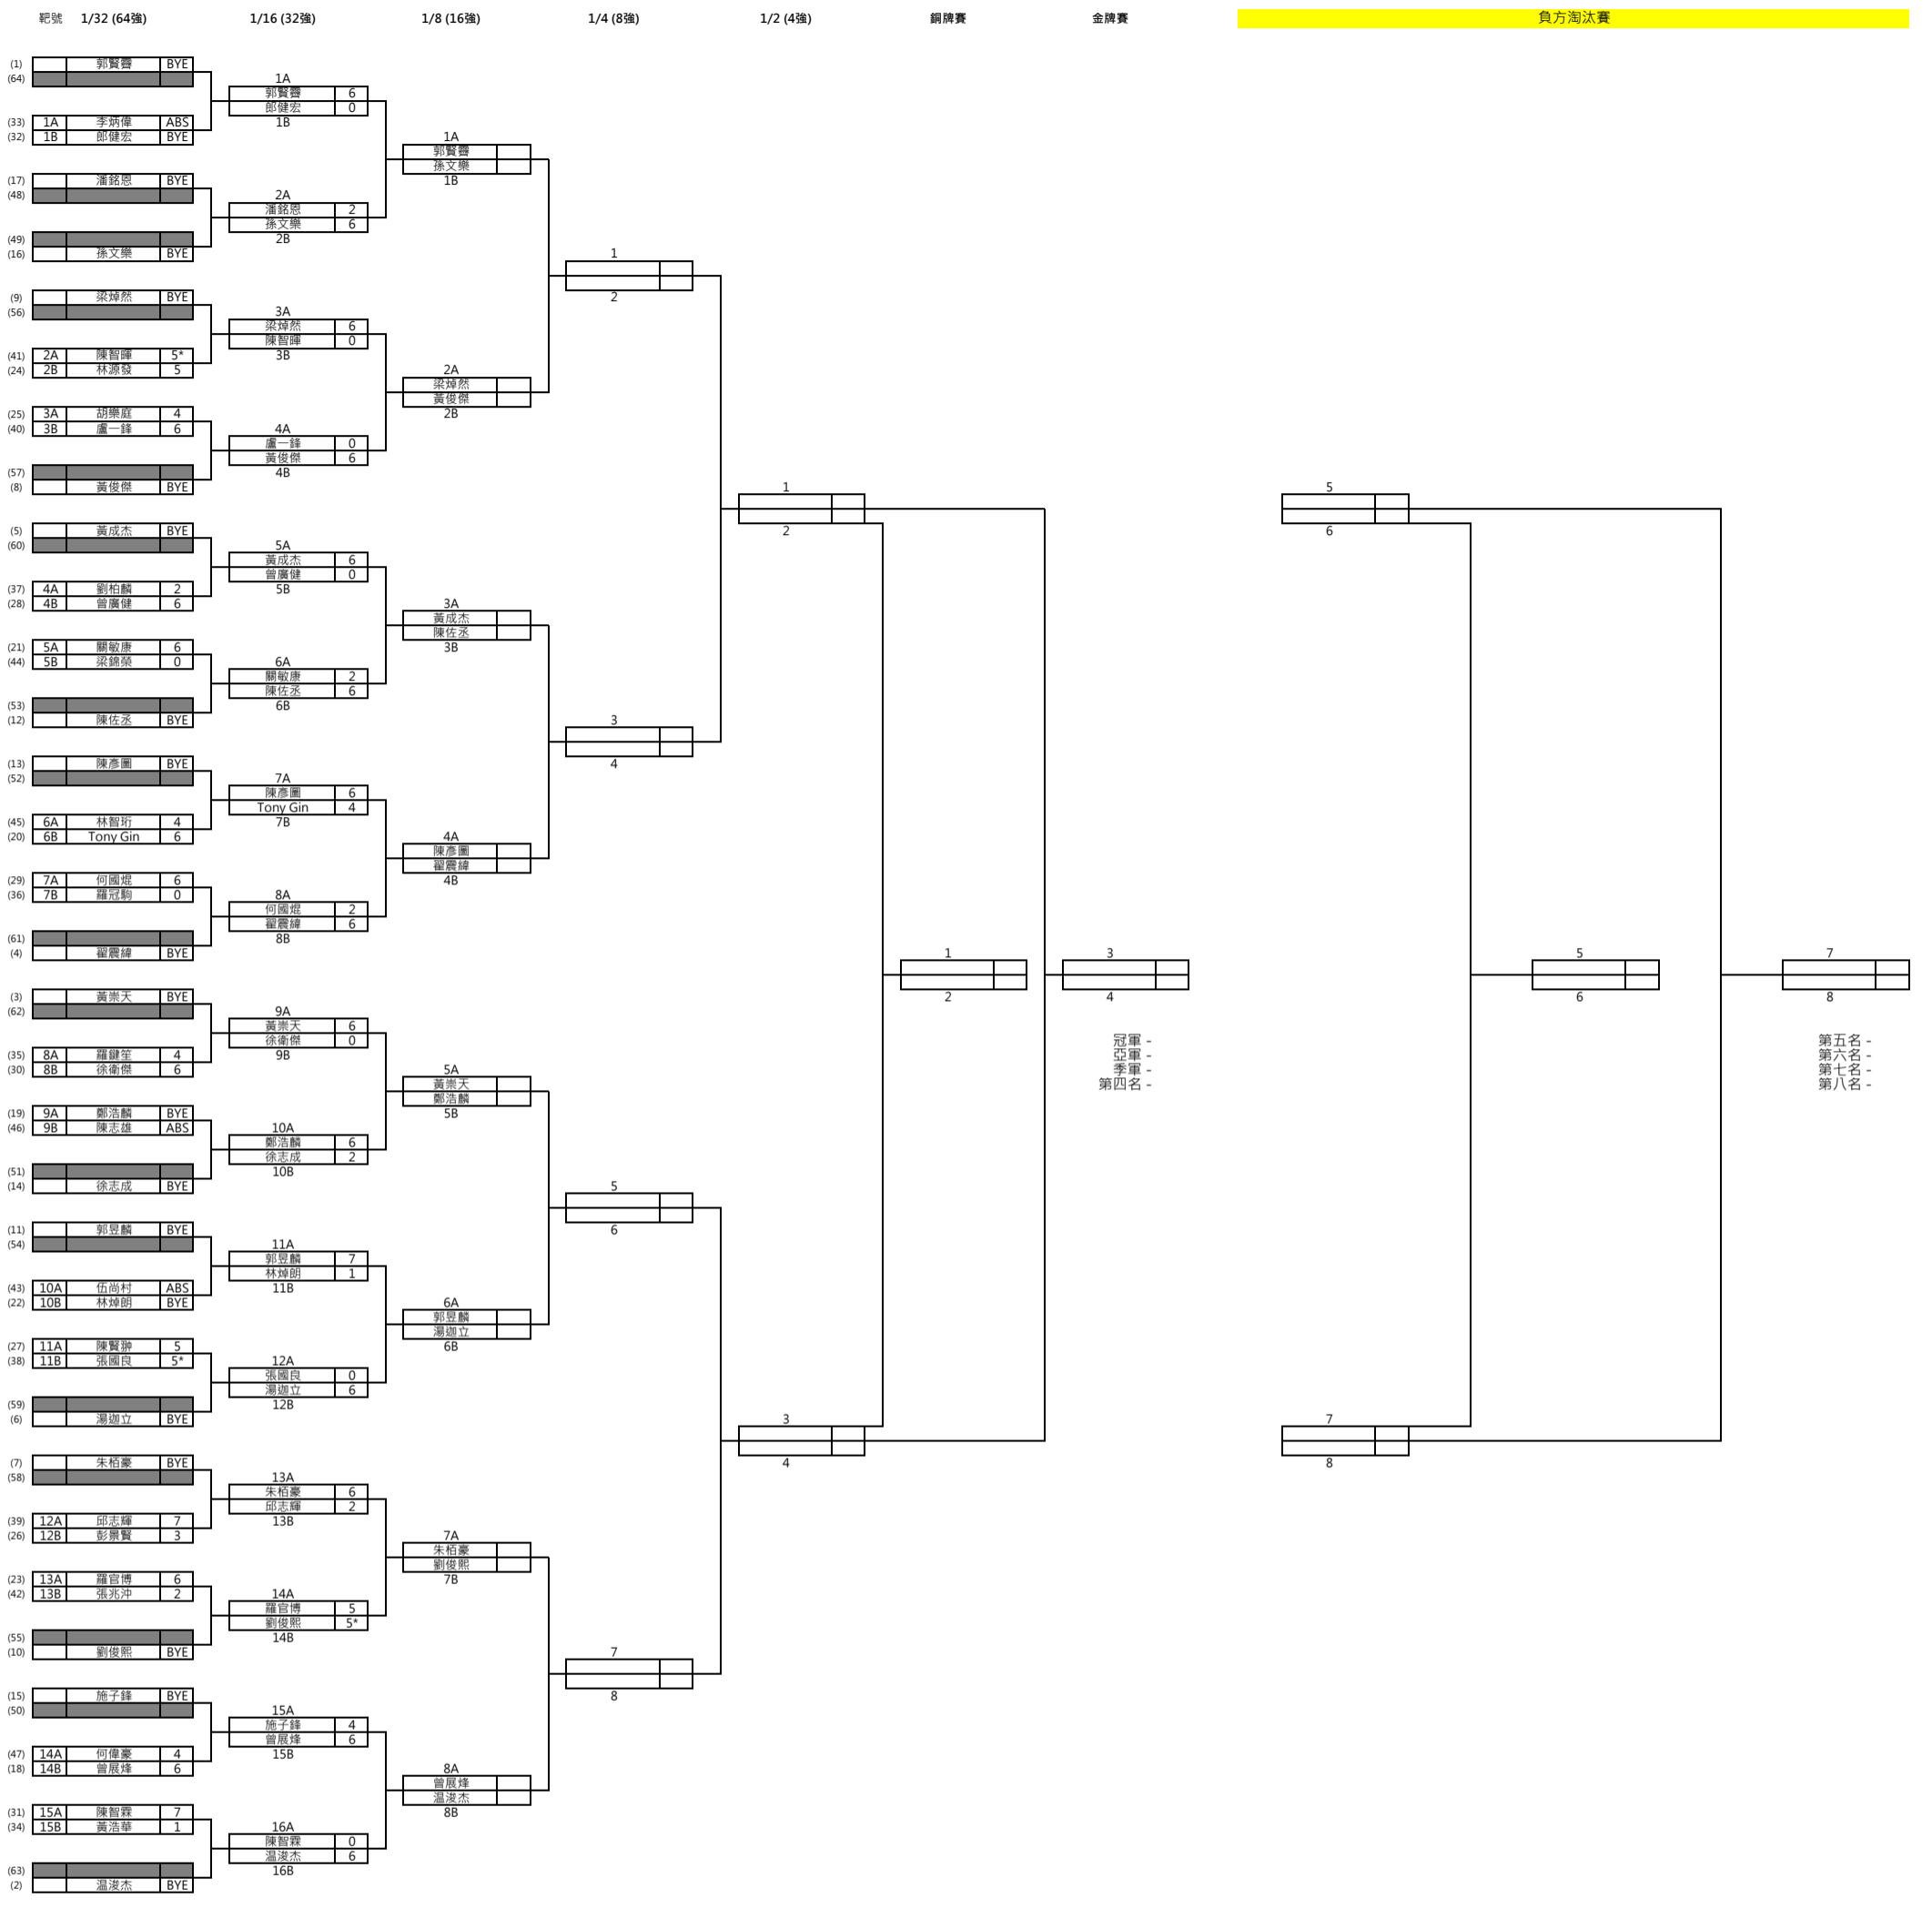 靶號 1/32 (64強) 1/16 (32強) 1/8 (16強) 1/4 (8強) 1/2 (4強) 銅牌賽 金牌賽 負方淘汰賽
(1) 郭賢霽 BYE
(64)
1A
郭賢霽 6
郎健宏 0
1B
(33) 1A 李炳偉 ABS
(32) 1B 郎健宏 BYE
1A
郭賢霽
孫文樂
1B
(17) 潘銘恩 BYE
(48)
2A
潘銘恩 2
孫文樂 6
2B
(49)
(16) 孫文樂 BYE
1
2
(9) 梁焯然 BYE
(56)
3A
梁焯然 6
陳智暉 0
3B
(41) 2A 陳智暉 5*
(24) 2B 林源發 5
2A
梁焯然
黃俊傑
2B
(25) 3A 胡樂庭 4
(40) 3B 盧一鋒 6
4A
盧一鋒 0
黃俊傑 6
4B
(57)
(8) 黃俊傑 BYE
1
2
5
6
(5) 黃成杰 BYE
(60)
5A
黃成杰 6
曾廣健 0
5B
(37) 4A 劉柏麟 2
(28) 4B 曾廣健 6
3A
黃成杰
陳佐丞
3B
(21) 5A 關敏康 6
(44) 5B 梁錦榮 0
6A
關敏康 2
陳佐丞 6
6B
(53)
(12) 陳佐丞 BYE
3
4
(13) 陳彥圖 BYE
(52)
7A
陳彥圖 6
Tony Gin 4
7B
(45) 6A 林智珩 4
(20) 6B Tony Gin 6
4A
陳彥圖
翟震緯
4B
(29) 7A 何國焜 6
(36) 7B 羅冠駒 0
8A
何國焜 2
翟震緯 6
8B
(61)
(4) 翟震緯 BYE
1
2
3
4
5
6
7
8
(3) 黃崇天 BYE
(62)
9A
黃崇天 6
徐衛傑 0
9B
冠軍 -
亞軍 -
季軍 -
第四名 -
第五名 -
第六名 -
第七名 -
第八名 -
(35) 8A 羅鍵笙 4
(30) 8B 徐衛傑 6
5A
黃崇天
鄭浩麟
5B
(19) 9A 鄭浩麟 BYE
(46) 9B 陳志雄 ABS
10A
鄭浩麟 6
徐志成 2
10B
(51)
(14) 徐志成 BYE
5
6
(11) 郭昱麟 BYE
(54)
11A
郭昱麟 7
林焯朗 1
11B
(43) 10A 伍尚村 ABS
(22) 10B 林焯朗 BYE
6A
郭昱麟
湯迦立
6B
(27) 11A 陳賢翀 5
(38) 11B 張國良 5*
12A
張國良 0
湯迦立 6
12B
(59)
(6) 湯迦立 BYE
3
4
7
8
(7) 朱栢豪 BYE
(58)
13A
朱栢豪 6
邱志輝 2
13B
(39) 12A 邱志輝 7
(26) 12B 彭景賢 3
7A
朱栢豪
劉俊熙
7B
(23) 13A 羅官博 6
(42) 13B 張兆沖 2
14A
羅官博 5
劉俊熙 5*
14B
(55)
(10) 劉俊熙 BYE
7
8
(15) 施子鋒 BYE
(50)
15A
施子鋒 4
曾展烽 6
15B
(47) 14A 何偉豪 4
(18) 14B 曾展烽 6
8A
曾展烽
温浚杰
8B
(31) 15A 陳智霖 7
(34) 15B 黃浩華 1
16A
陳智霖 0
温浚杰 6
16B
(63)
(2) 温浚杰 BYE